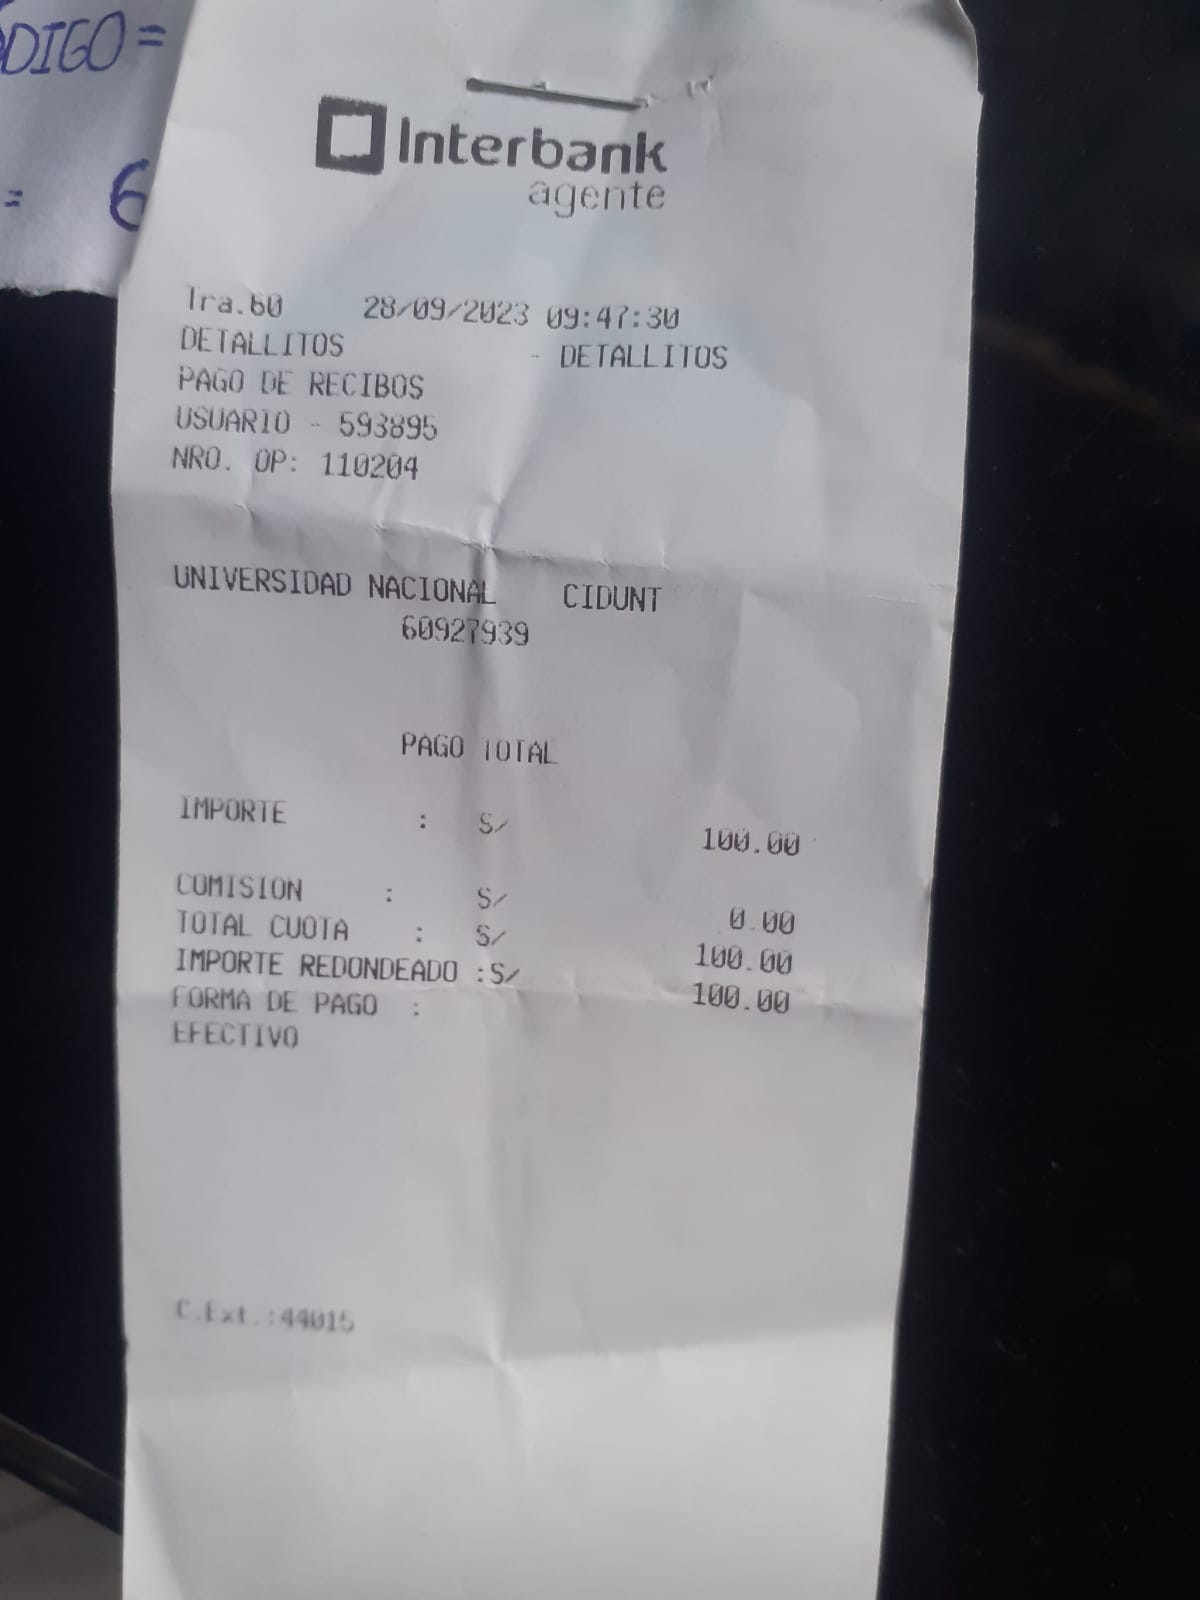 DIGO =
= 6
Interbank
agente
Tra.60 28/09/2023 09:47:30
DETALLITOS - DETALLITOS
PAGO DE RECIBOS
USUARIO - 593895
NRO. OP: 110204
UNIVERSIDAD NACIONAL CIDUNT
60927939
PAGO TOTAL
IMPORTE : S/ 100.00
COMISION : S/ 0.00
TOTAL CUOTA : S/ 100.00
IMPORTE REDONDEADO :S/ 100.00
FORMA DE PAGO :
EFECTIVO
C.Ext.:44015